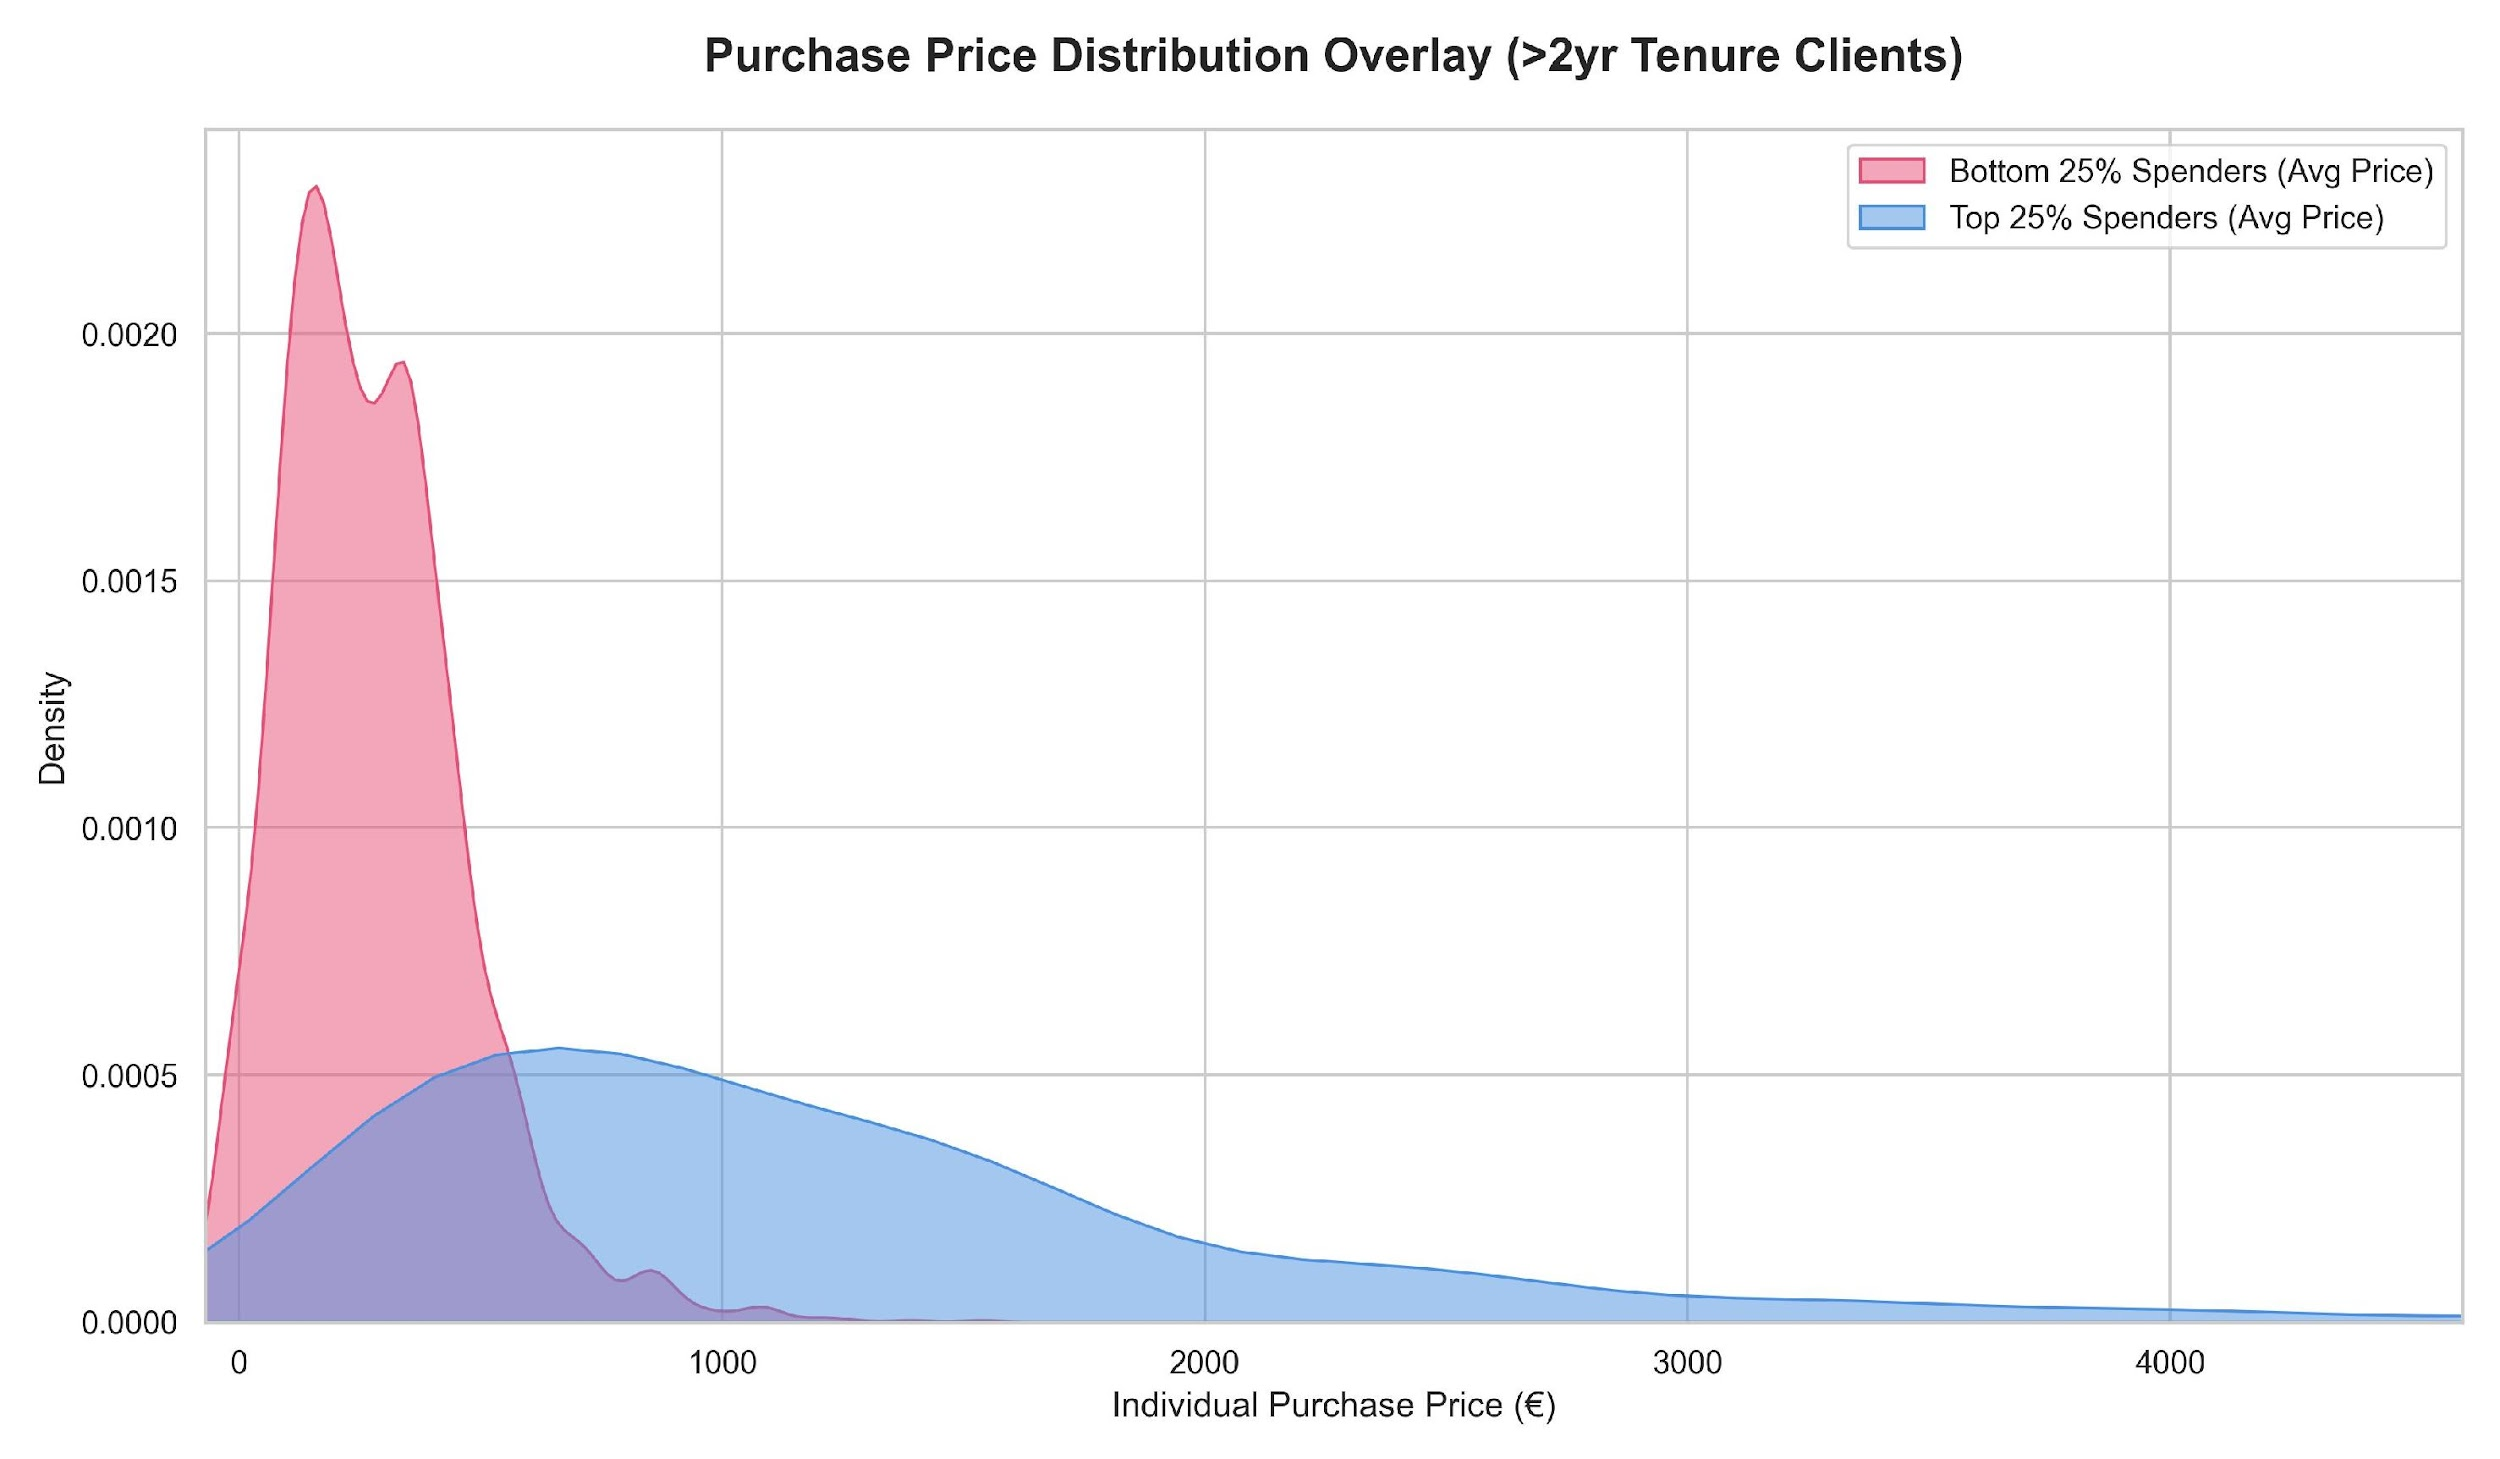 Purchase Price Distribution Overlay (>2yr Tenure Clients)
Bottom 25% Spenders (Avg Price)
Top 25% Spenders (Avg Price)
0.0020
0.0015
0.0010
0.0005
0.0000
Density
0 1000 2000 3000 4000
Individual Purchase Price (€)